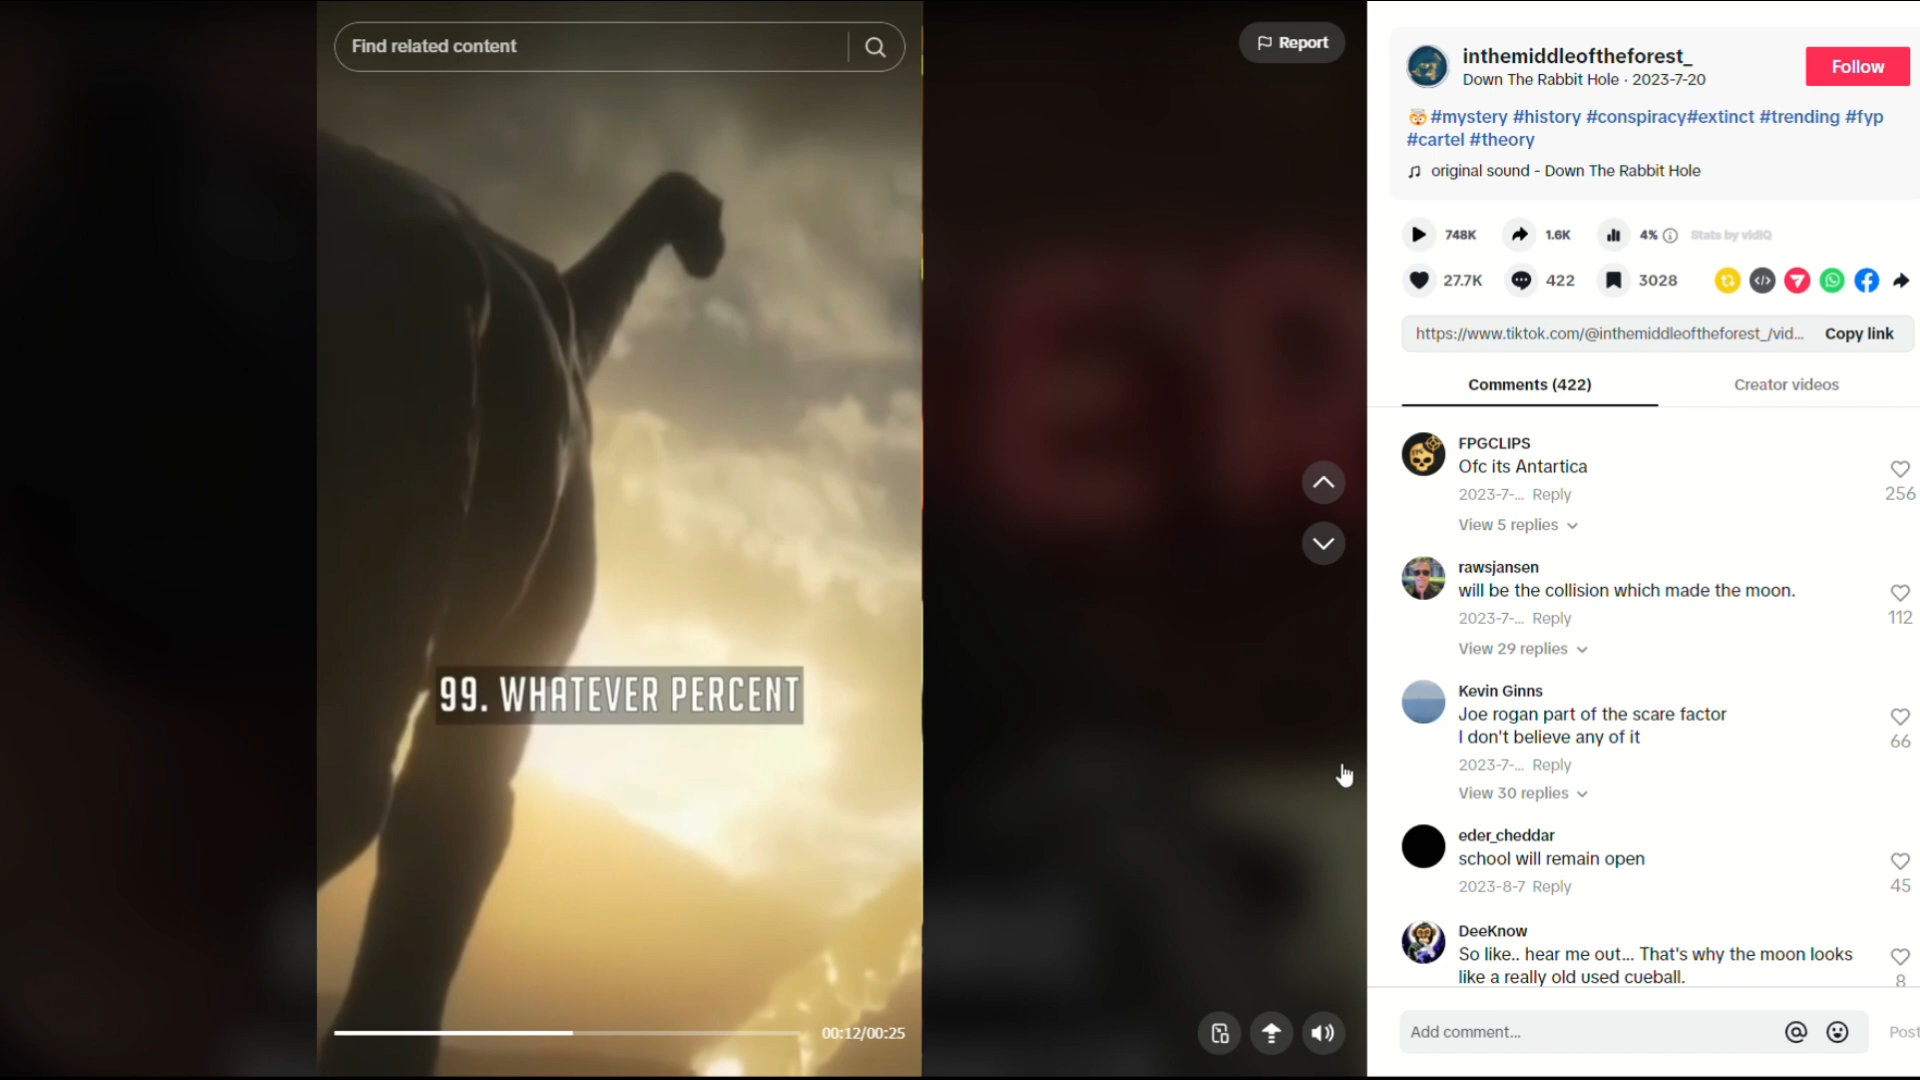 Find related content
Report
99. WHATEVER PERCENT
00:12/00:25
inthemiddleoftheforest_
Down The Rabbit Hole · 2023-7-20
Follow
🤯 #mystery #history #conspiracy#extinct #trending #fyp
#cartel #theory
original sound - Down The Rabbit Hole
748K
1.6K
4%
Stats by vidIQ
27.7K
422
3028
https://www.tiktok.com/@inthemiddleoftheforest_/vid...
Copy link
Comments (422)
Creator videos
FPGCLIPS
Ofc its Antartica
2023-7-... Reply
256
View 5 replies
rawsjansen
will be the collision which made the moon.
2023-7-... Reply
112
View 29 replies
Kevin Ginns
Joe rogan part of the scare factor
I don't believe any of it
66
2023-7-... Reply
View 30 replies
eder_cheddar
school will remain open
2023-8-7 Reply
45
DeeKnow
So like.. hear me out... That's why the moon looks
like a really old used cueball.
8
Add comment...
Post